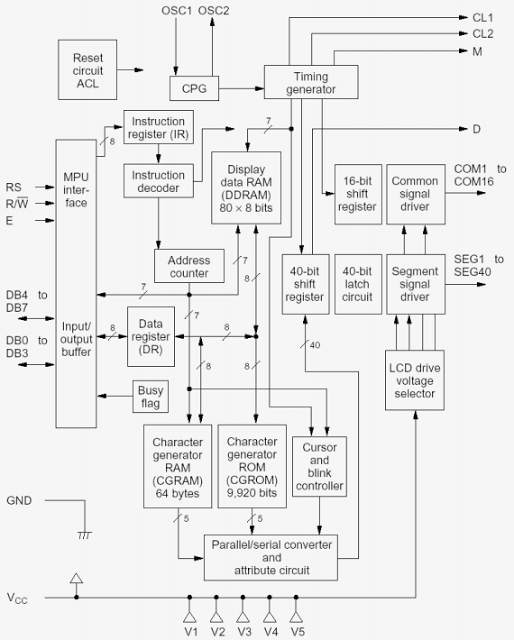 OSC1 OSC2
CL1
CL2
M
Reset
circuit
ACL
CPG
Timing
generator
7
Instruction
register (IR)
8
D
MPU
inter-
face
Instruction
decoder
Display
data RAM
(DDRAM)
80 × 8 bits
16-bit
shift
register
Common
signal
driver
COM1 to
COM16
RS
R/W
E
Address
counter
7
8
40-bit
shift
register
40-bit
latch
circuit
Segment
signal
driver
SEG1 to
SEG40
DB4 to
DB7
7
7
Input/
output
buffer
8
Data
register
(DR)
8
DB0 to
DB3
40
8
8
LCD drive
voltage
selector
Busy
flag
Character
generator
RAM
(CGRAM)
64 bytes
Character
generator
ROM
(CGROM)
9,920 bits
Cursor
and
blink
controller
GND
5
5
Parallel/serial converter
and
attribute circuit
VCC
V1 V2 V3 V4 V5